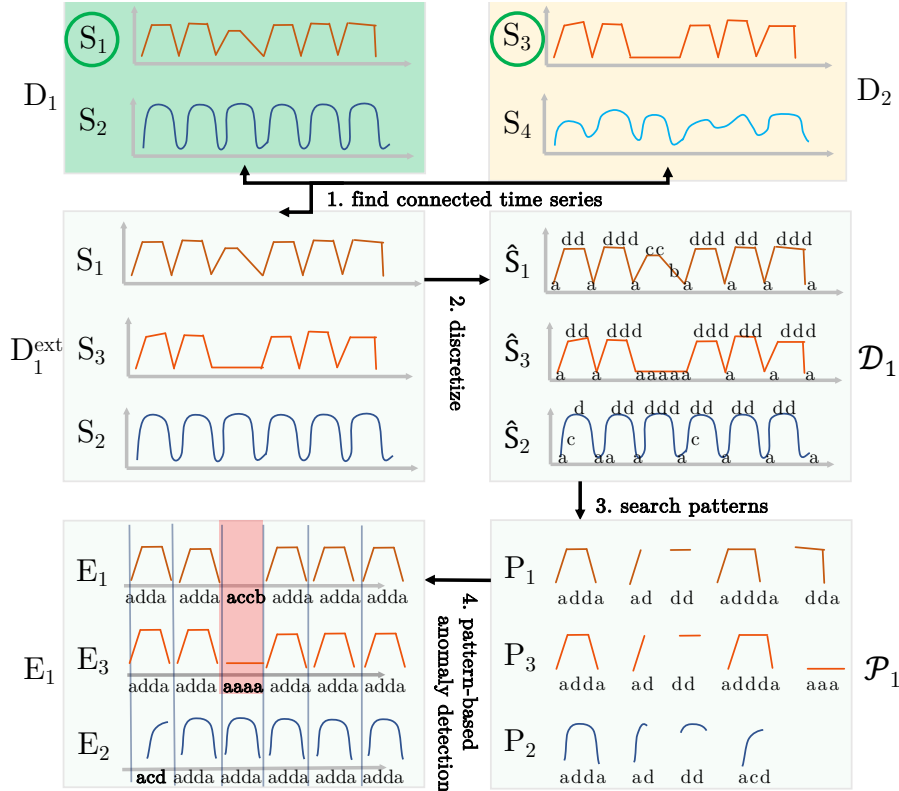 S1
S2
D1
S3
S4
D2
1. find connected time series
S1
S3
S2
D1ext
2. discretize
Ŝ1
dd ddd cc ddd dd ddd
b
a a a a a a a
Ŝ3
dd ddd ddd dd ddd
a a aaaaa a a a
Ŝ2
d dd ddd dd dd dd
c c
a aa a a a a a
𝒟1
3. search patterns
E1
adda adda accb adda adda adda
E3
adda adda aaaa adda adda adda
E2
acd adda adda adda adda adda
E1
4. pattern-based
anomaly detection
P1
adda ad dd addda dda
P3
adda ad dd addda aaa
P2
adda ad dd acd
𝒫1